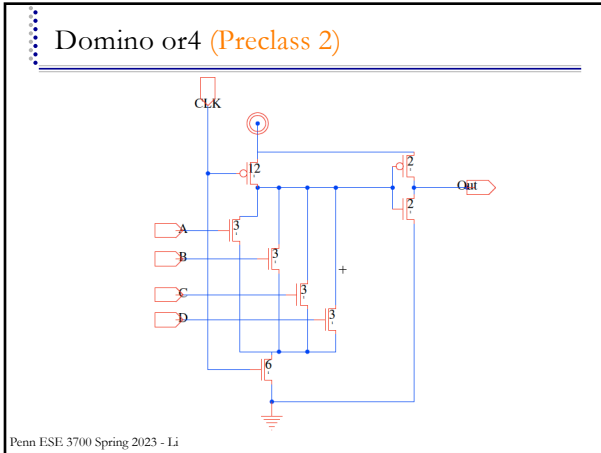 Domino or4 (Preclass 2)
CLK
12
2
Out
2
A
3
B
3
C
3
D
3
6
Penn ESE 3700 Spring 2023 - Li